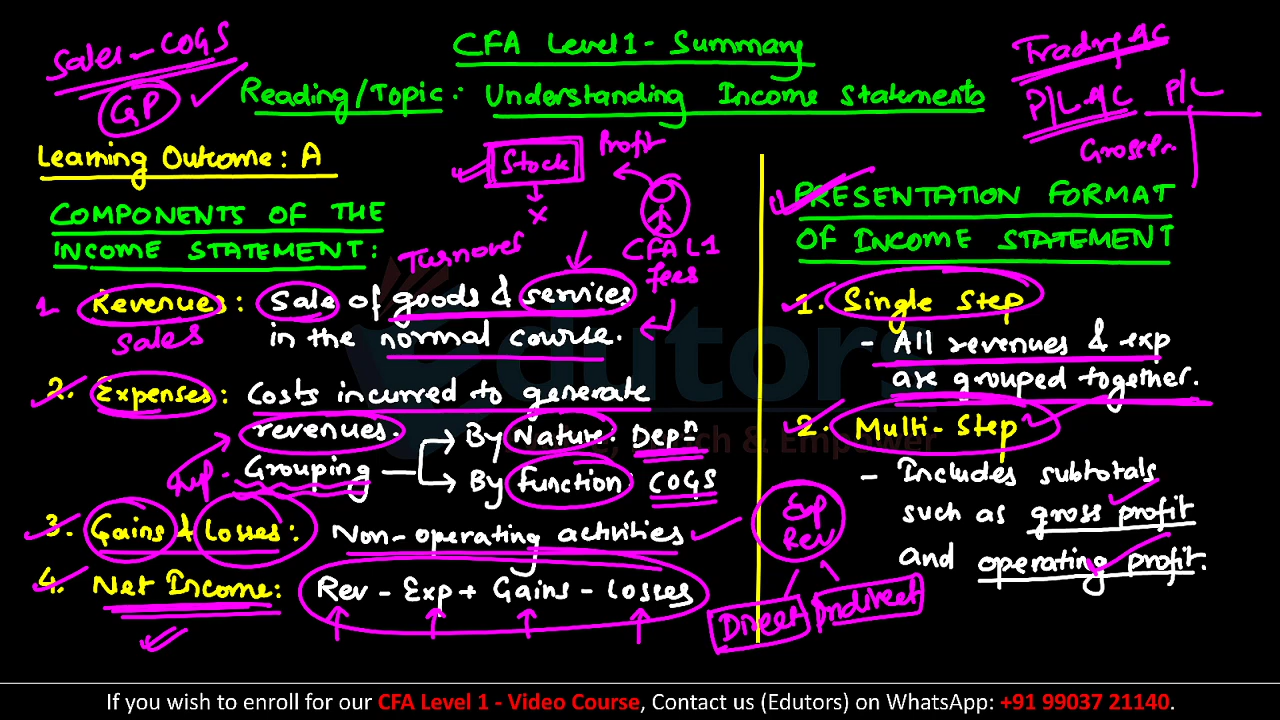 Sales - COGS
GP
CFA Level 1 - Summary
Reading/Topic: Understanding Income Statements
Trading AC
P/L AC P/L
Learning Outcome: A
Stock
x
Profit
CFA L1
fees
COMPONENTS OF THE
INCOME STATEMENT:
Turnover
1. Revenues: Sale of goods & services
in the normal course.
Sales
2. Expenses: Costs incurred to generate
revenues.
Grouping
By Nature: Depⁿ
By Function COGS
3. Gains & Losses: Non-operating activities
4. Net Income: Rev - Exp + Gains - Losses
PRESENTATION FORMAT
OF INCOME STATEMENT
1. Single Step
- All revenues & exp
are grouped together.
2. Multi-Step
- Includes subtotals
such as gross profit
and operating profit.
Exp
Rev
Direct Indirect
Edutors
& Empower
If you wish to enroll for our CFA Level 1 - Video Course, Contact us (Edutors) on WhatsApp: +91 99037 21140.